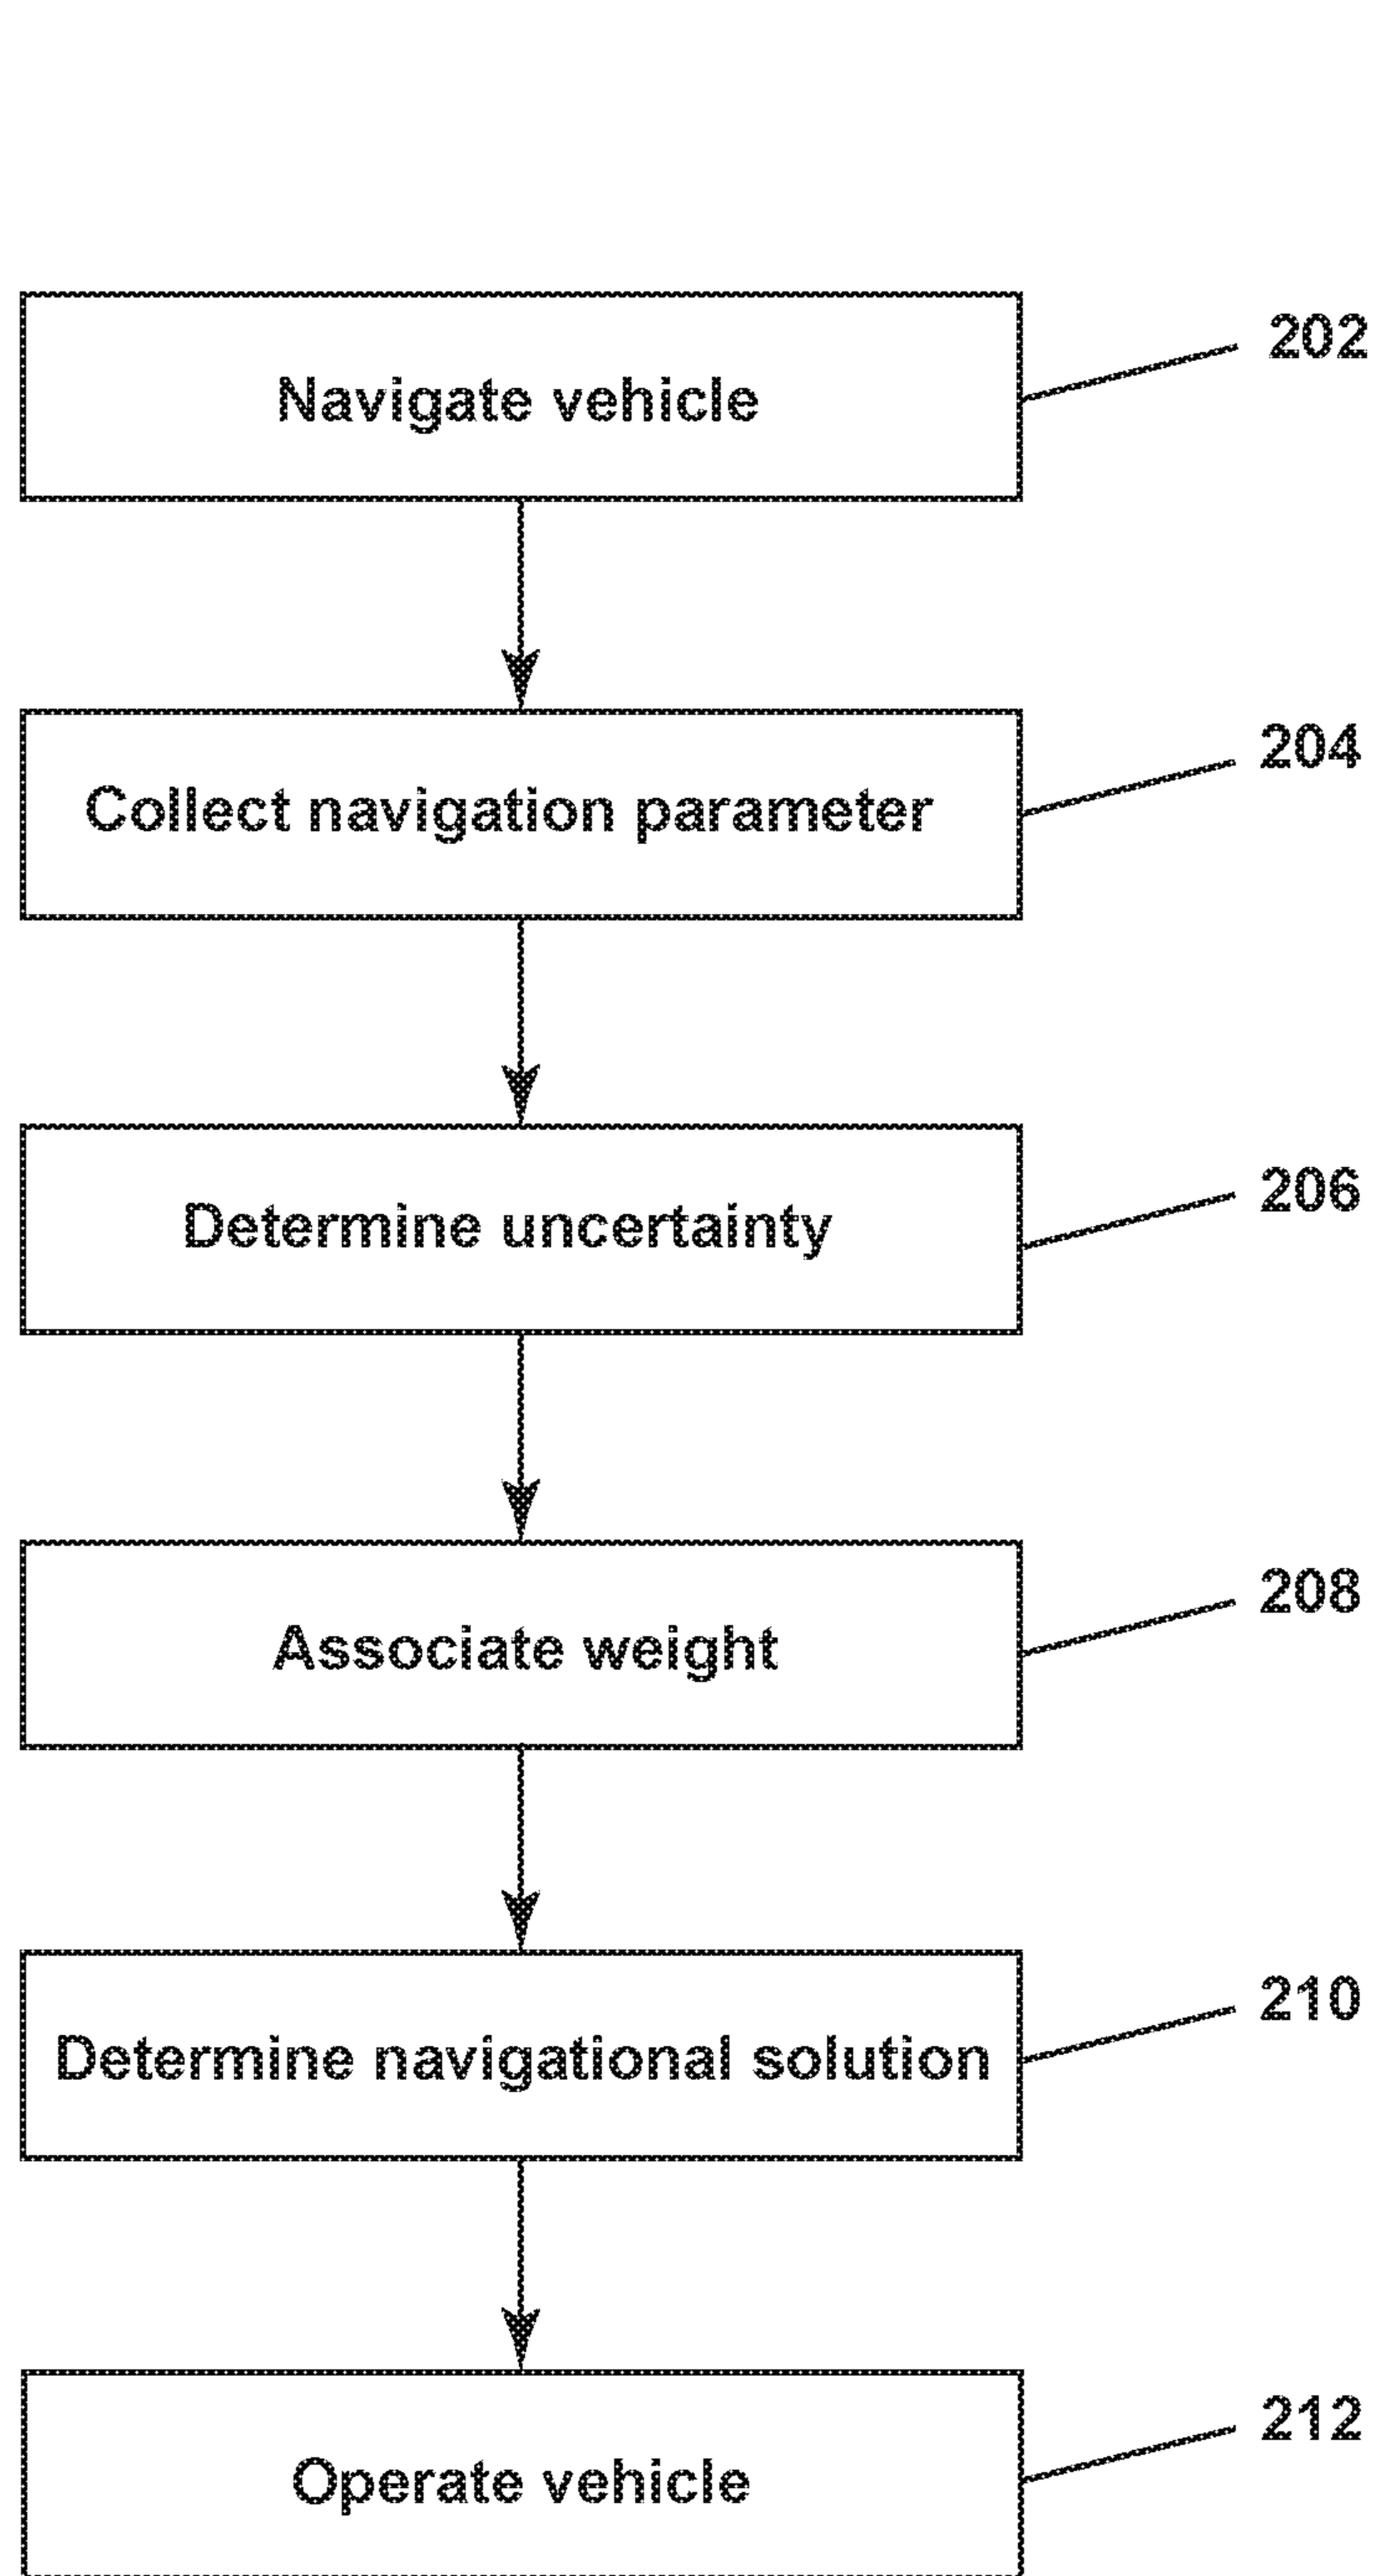 Navigate vehicle
202
Collect navigation parameter
204
Determine uncertainty
206
Associate weight
208
Determine navigational solution
210
Operate vehicle
212